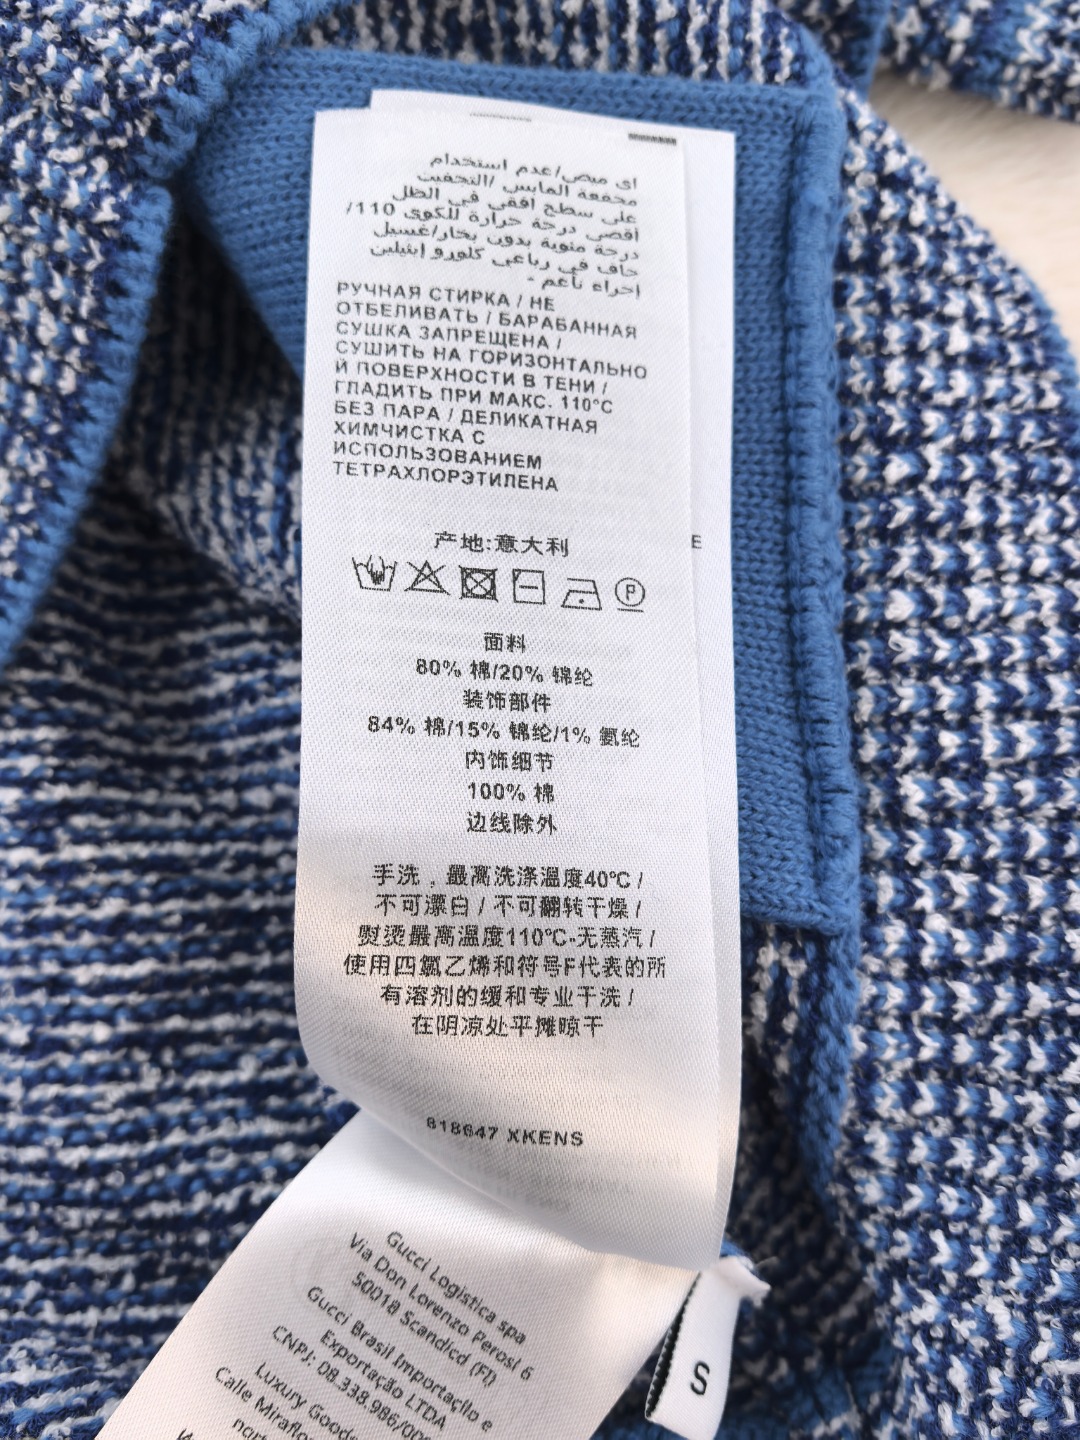 اي مبيض/عدم استخدام
مجففة الملابس /التجفيف
على سطح افقي في الظل
/أقصى درجة حرارة للكوي 110
درجة مئوية بدون بخار/غسيل
جاف في رباعي كلورو إيثيلين
إجراء ناعم -
РУЧНАЯ СТИРКА / НЕ
ОТБЕЛИВАТЬ / БАРАБАННАЯ
СУШКА ЗАПРЕЩЕНА /
СУШИТЬ НА ГОРИЗОНТАЛЬНО
Й ПОВЕРХНОСТИ В ТЕНИ /
ГЛАДИТЬ ПРИ МАКС. 110°C
БЕЗ ПАРА / ДЕЛИКАТНАЯ
ХИМЧИСТКА С
ИСПОЛЬЗОВАНИЕМ
ТЕТРАХЛОРЭТИЛЕНА
产地:意大利
E
P
面料
80% 棉/20% 锦纶
装饰部件
84% 棉/15% 锦纶/1% 氨纶
内饰细节
100% 棉
边线除外
手洗，最高洗涤温度40°C /
不可漂白 / 不可翻转干燥 /
熨烫最高温度110°C-无蒸汽 /
使用四氯乙烯和符号F代表的所
有溶剂的缓和专业干洗 /
在阴凉处平摊晾干
818647 XKENS
Gucci Logistica spa
Via Don Lorenzo Perosi 6
50018 Scandicci (FI)
Gucci Brasil Importação e
Exportação LTDA
CNPJ: 08.338.986/00
Luxury Goods
Calle Miraflo
S